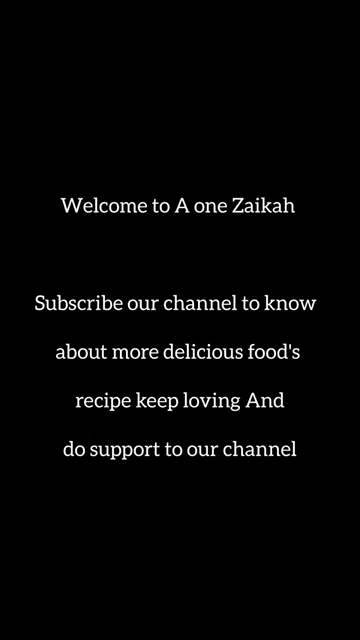 Welcome to A one Zaikah
Subscribe our channel to know
about more delicious food's
recipe keep loving And
do support to our channel